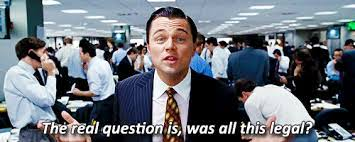 The real question is, was all this legal?